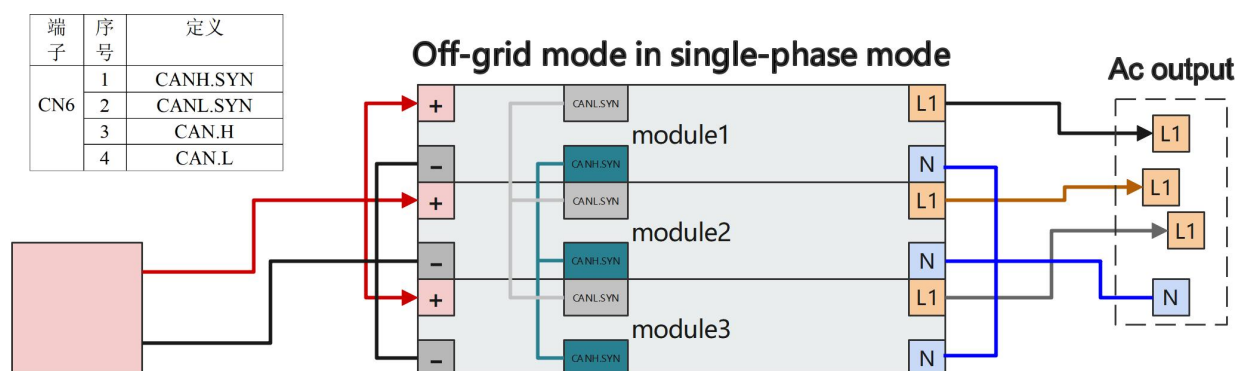 端子 序号 定义
CN6
1 CANH.SYN
2 CANL.SYN
3 CAN.H
4 CAN.L
Off-grid mode in single-phase mode
Ac output
+ CANL.SYN L1
module1
L1
− CANH.SYN N
+ CANL.SYN L1
L1
module2
L1
− CANH.SYN N
+ CANL.SYN L1
N
module3
− CANH.SYN N